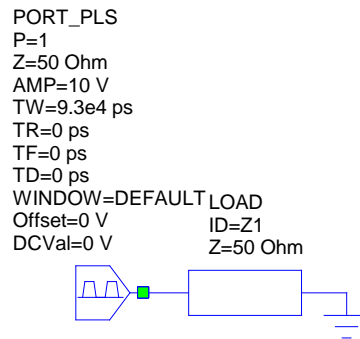 PORT_PLS
P=1
Z=50 Ohm
AMP=10 V
TW=9.3e4 ps
TR=0 ps
TF=0 ps
TD=0 ps
WINDOW=DEFAULT
Offset=0 V
DCVal=0 V
LOAD
ID=Z1
Z=50 Ohm